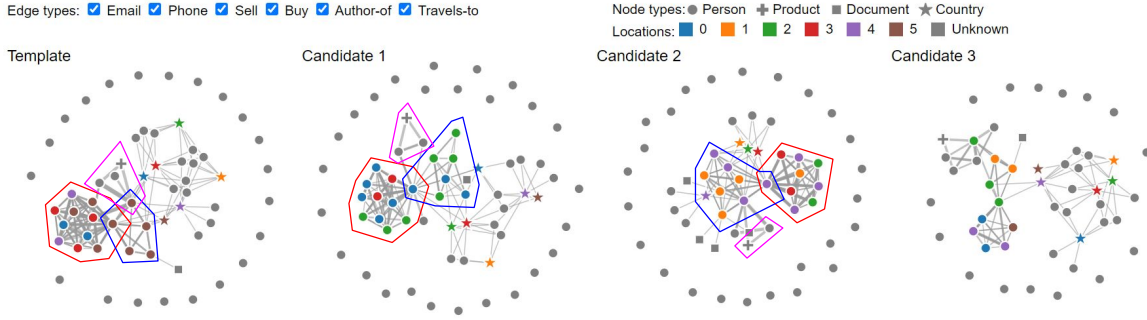 Edge types: Email Phone Sell Buy Author-of Travels-to
Node types: Person Product Document Country
Locations: 0 1 2 3 4 5 Unknown
Template
Candidate 1
Candidate 2
Candidate 3